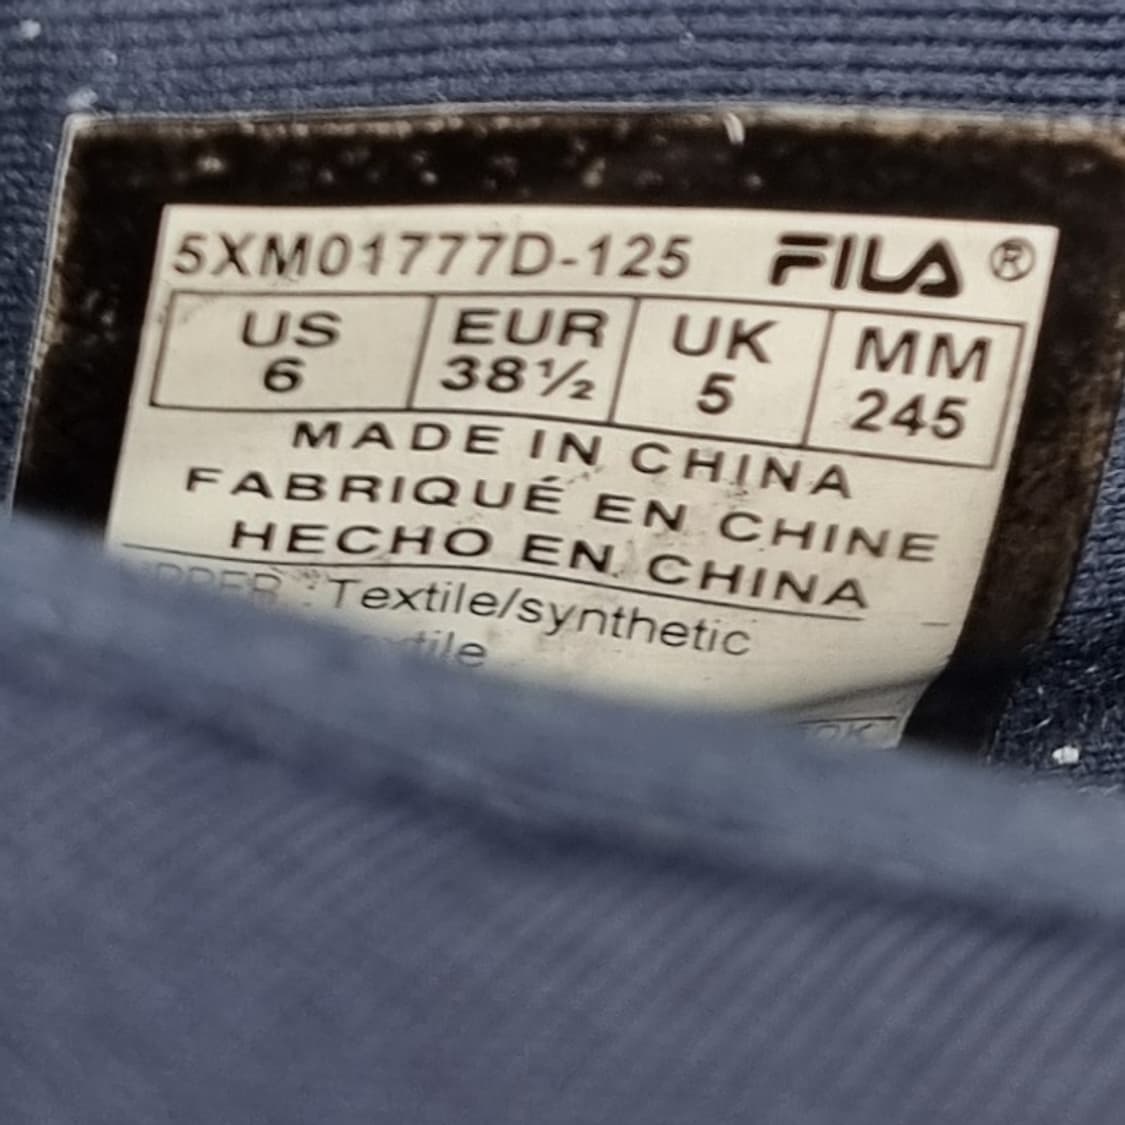 5XM01777D-125 FILA ®
US EUR UK MM
6 38½ 5 245
MADE IN CHINA
FABRIQUÉ EN CHINE
HECHO EN CHINA
UPPER : Textile/synthetic